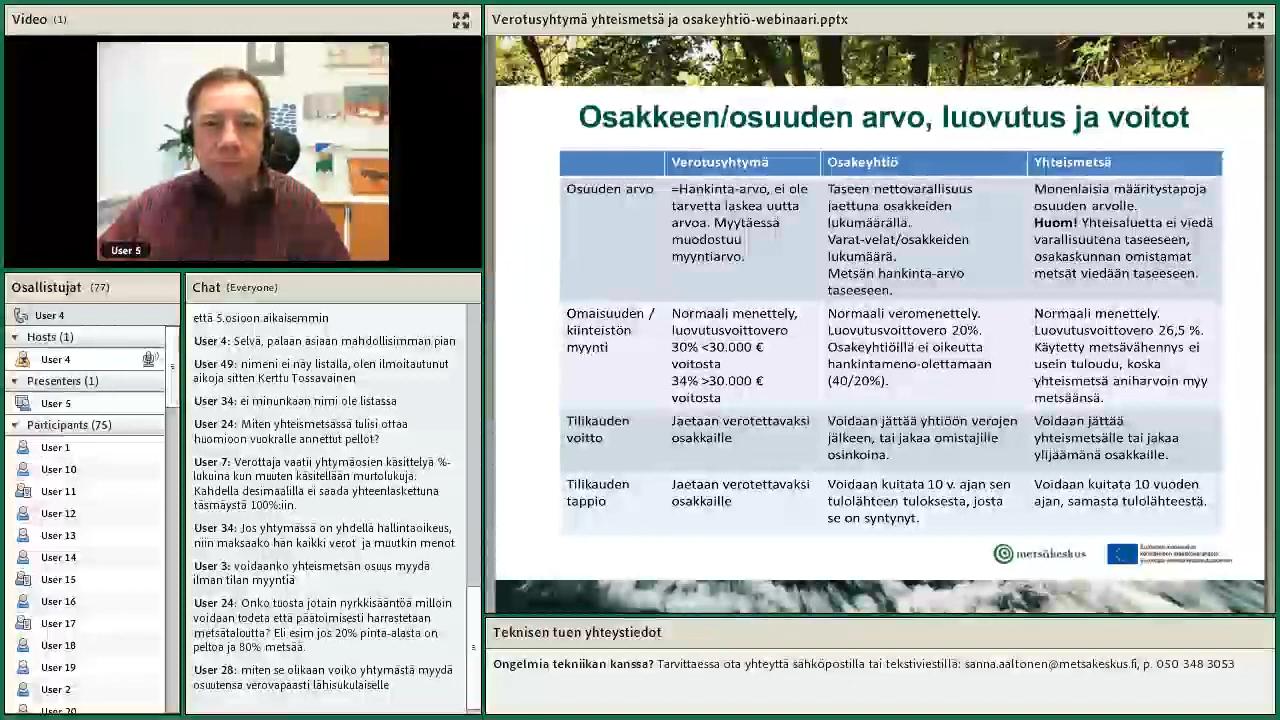 Video (1)
User 5
Osallistujat (77)
User 4
Hosts (1)
User 4
Presenters (1)
User 5
Participants (75)
User 1
User 10
User 11
User 12
User 13
User 14
User 15
User 16
User 17
User 18
User 19
User 2
User 20
Chat (Everyone)
että 5.osioon aikaisemmin
User 4: Selvä, palaan asiaan mahdollisimman pian
User 49: nimeni ei näy listalla, olen ilmoitautunut
aikoja sitten Kerttu Tossavainen
User 34: ei minunkaan nimi ole listassa
User 24: Miten yhteismetsässä tulisi ottaa
huomioon vuokralle annettut pellot?
User 7: Verottaja vaatii yhtymäosien käsittelyä %-
lukuina kun muuten käsitellään murtolukuja.
Kahdella desimaalilla ei saada yhteenlaskettuna
täsmäystä 100%:iin.
User 34: Jos yhtymässä on yhdellä hallintaoikeus,
niin maksaako hän kaikki verot ja muutkin menot
User 3: voidaanko yhteismetsän osuus myydä
ilman tilan myyntiä
User 24: Onko tuosta jotain nyrkkisääntöä milloin
voidaan todeta että päätoimisesti harrastetaan
metsätaloutta? Eli esim jos 20% pinta-alasta on
peltoa ja 80% metsää.
User 28: miten se olikaan voiko yhtymästä myydä
osuutensa verovapaasti lähisukulaiselle
Verotusyhtymä yhteismetsä ja osakeyhtiö-webinaari.pptx
Osakkeen/osuuden arvo, luovutus ja voitot
Verotusyhtymä
Osakeyhtiö
Yhteismetsä
Osuuden arvo
=Hankinta-arvo, ei ole
tarvetta laskea uutta
arvoa. Myytäessä
muodostuu
myyntiarvo.
Taseen nettovarallisuus
jaettuna osakkeiden
lukumäärällä.
Varat-velat/osakkeiden
lukumäärä.
Metsän hankinta-arvo
taseeseen.
Monenlaisia määritystapoja
osuuden arvolle.
Huom! Yhteisaluetta ei viedä
varallisuutena taseeseen,
osakaskunnan omistamat
metsät viedään taseeseen.
Omaisuuden /
kiinteistön
myynti
Normaali menettely,
luovutusvoittovero
30% <30.000 €
voitosta
34% >30.000 €
voitosta
Normaali veromenettely.
Luovutusvoittovero 20%.
Osakeyhtiöillä ei oikeutta
hankintameno-olettamaan
(40/20%).
Normaali menettely.
Luovutusvoittovero 26,5 %.
Käytetty metsävähennys ei
usein tuloudu, koska
yhteismetsä aniharvoin myy
metsäänsä.
Tilikauden
voitto
Jaetaan verotettavaksi
osakkaille
Voidaan jättää yhtiöön verojen
jälkeen, tai jakaa omistajille
osinkoina.
Voidaan jättää
yhteismetsälle tai jakaa
ylijäämänä osakkaille.
Tilikauden
tappio
Jaetaan verotettavaksi
osakkaille
Voidaan kuitata 10 v. ajan sen
tulolähteen tuloksesta, josta
se on syntynyt.
Voidaan kuitata 10 vuoden
ajan, samasta tulolähteestä.
metsäkeskus
Teknisen tuen yhteystiedot
Ongelmia tekniikan kanssa? Tarvittaessa ota yhteyttä sähköpostilla tai tekstiviestillä: sanna.aaltonen@metsakeskus.fi, p. 050 348 3053